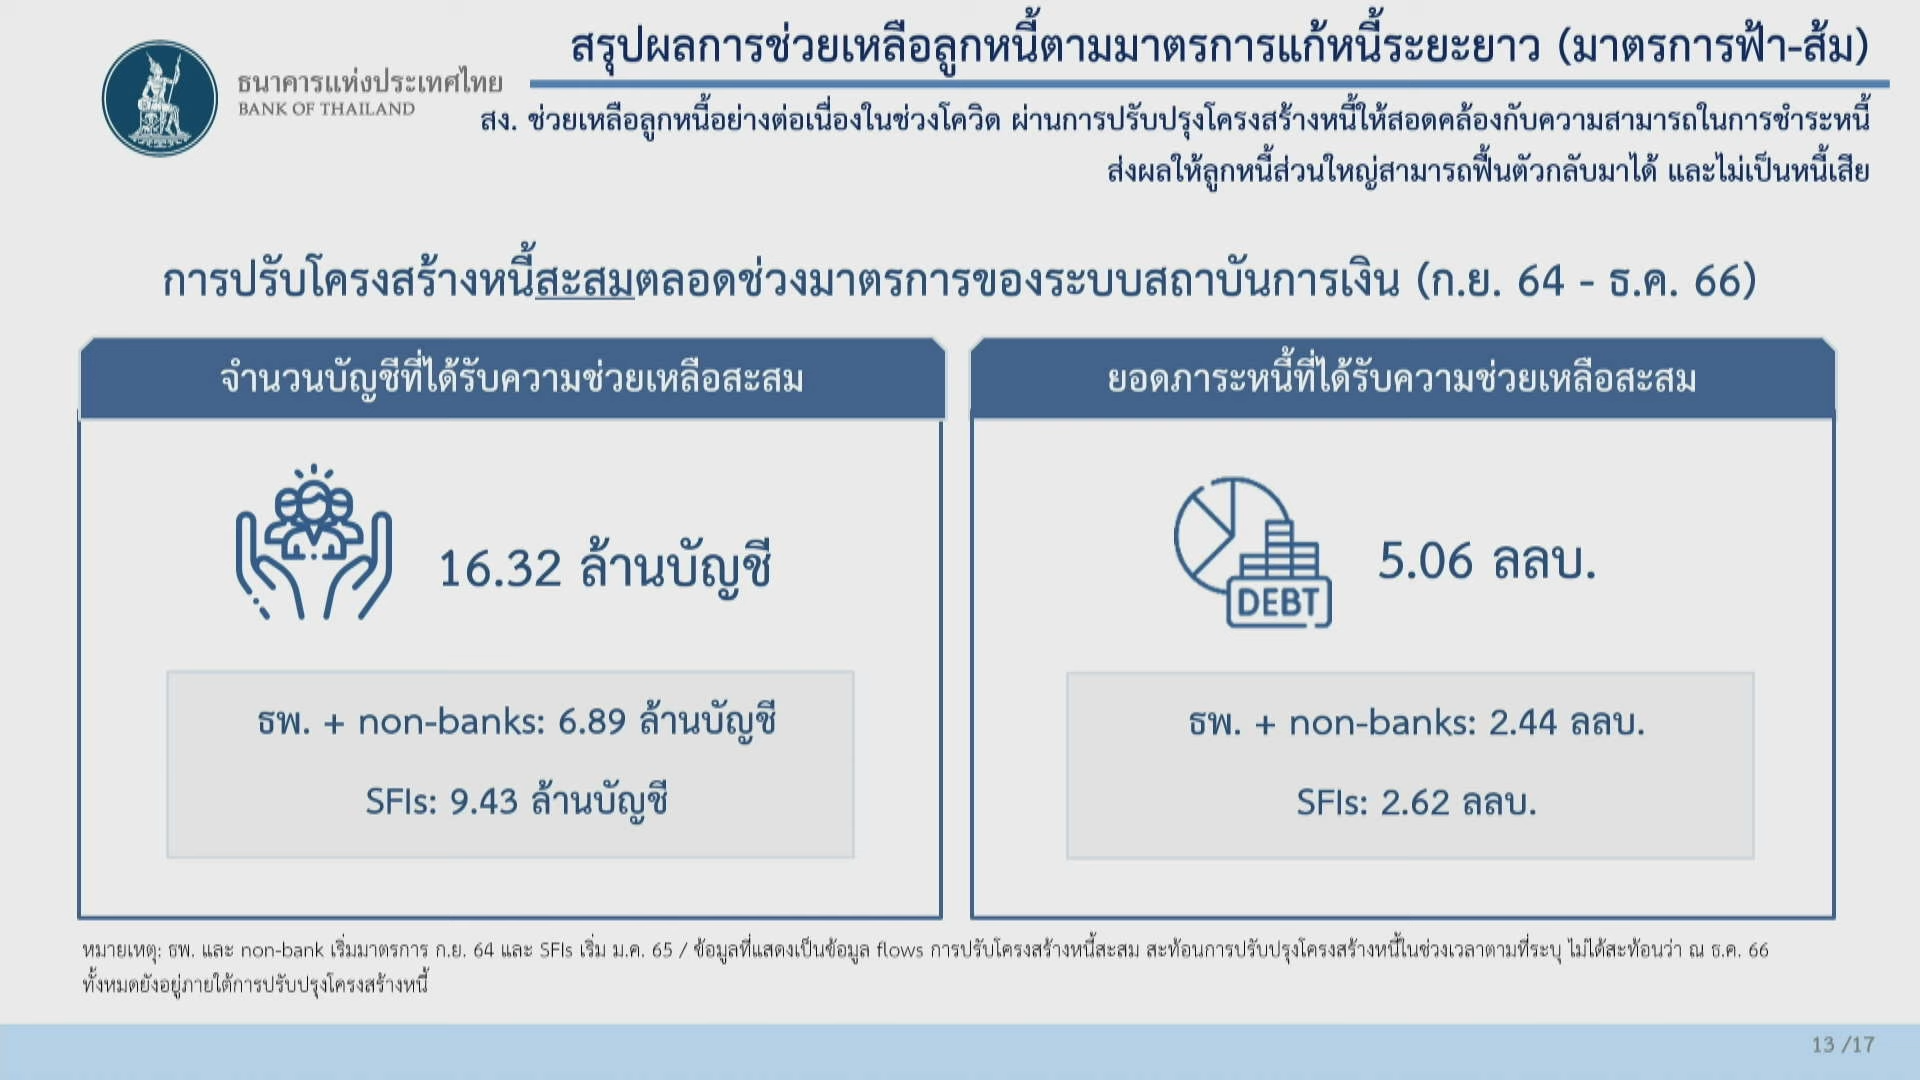 ธนาคารแห่งประเทศไทย
BANK OF THAILAND
สรุปผลการช่วยเหลือลูกหนี้ตามมาตรการแก้หนี้ระยะยาว (มาตรการฟ้า-ส้ม)
สง. ช่วยเหลือลูกหนี้อย่างต่อเนื่องในช่วงโควิด ผ่านการปรับปรุงโครงสร้างหนี้ให้สอดคล้องกับความสามารถในการชำระหนี้
ส่งผลให้ลูกหนี้ส่วนใหญ่สามารถฟื้นตัวกลับมาได้ และไม่เป็นหนี้เสีย
การปรับโครงสร้างหนี้สะสมตลอดช่วงมาตรการของระบบสถาบันการเงิน (ก.ย. 64 - ธ.ค. 66)
จำนวนบัญชีที่ได้รับความช่วยเหลือสะสม
16.32 ล้านบัญชี
ธพ. + non-banks: 6.89 ล้านบัญชี
SFIs: 9.43 ล้านบัญชี
ยอดภาระหนี้ที่ได้รับความช่วยเหลือสะสม
DEBT
5.06 ลลบ.
ธพ. + non-banks: 2.44 ลลบ.
SFIs: 2.62 ลลบ.
หมายเหตุ: ธพ. และ non-bank เริ่มมาตรการ ก.ย. 64 และ SFIs เริ่ม ม.ค. 65 / ข้อมูลที่แสดงเป็นข้อมูล flows การปรับโครงสร้างหนี้สะสม สะท้อนการปรับปรุงโครงสร้างหนี้ในช่วงเวลาตามที่ระบุ ไม่ได้สะท้อนว่า ณ ธ.ค. 66
ทั้งหมดยังอยู่ภายใต้การปรับปรุงโครงสร้างหนี้
13 /17